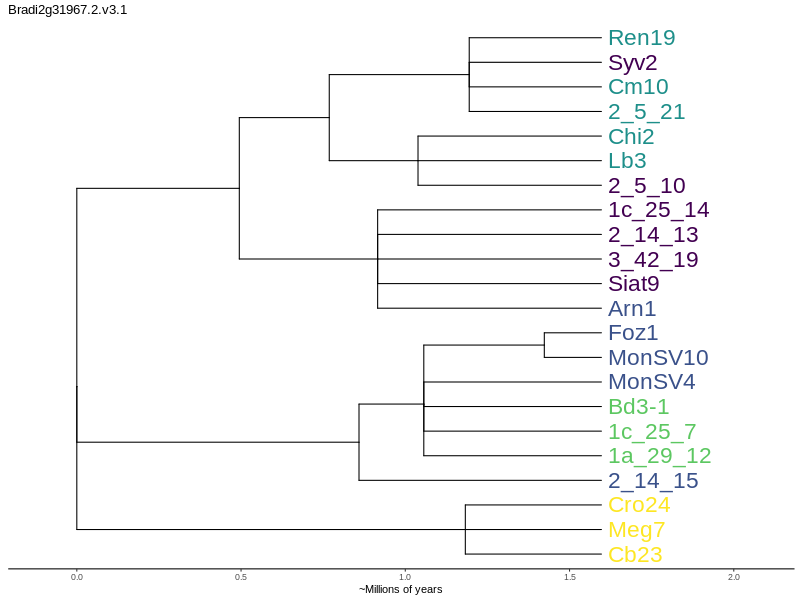 Bradi2g31967.2.v3.1
Ren19
Syv2
Cm10
2_5_21
Chi2
Lb3
2_5_10
1c_25_14
2_14_13
3_42_19
Siat9
Arn1
Foz1
MonSV10
MonSV4
Bd3-1
1c_25_7
1a_29_12
2_14_15
Cro24
Meg7
Cb23
0.0 0.5 1.0 1.5 2.0
~Millions of years